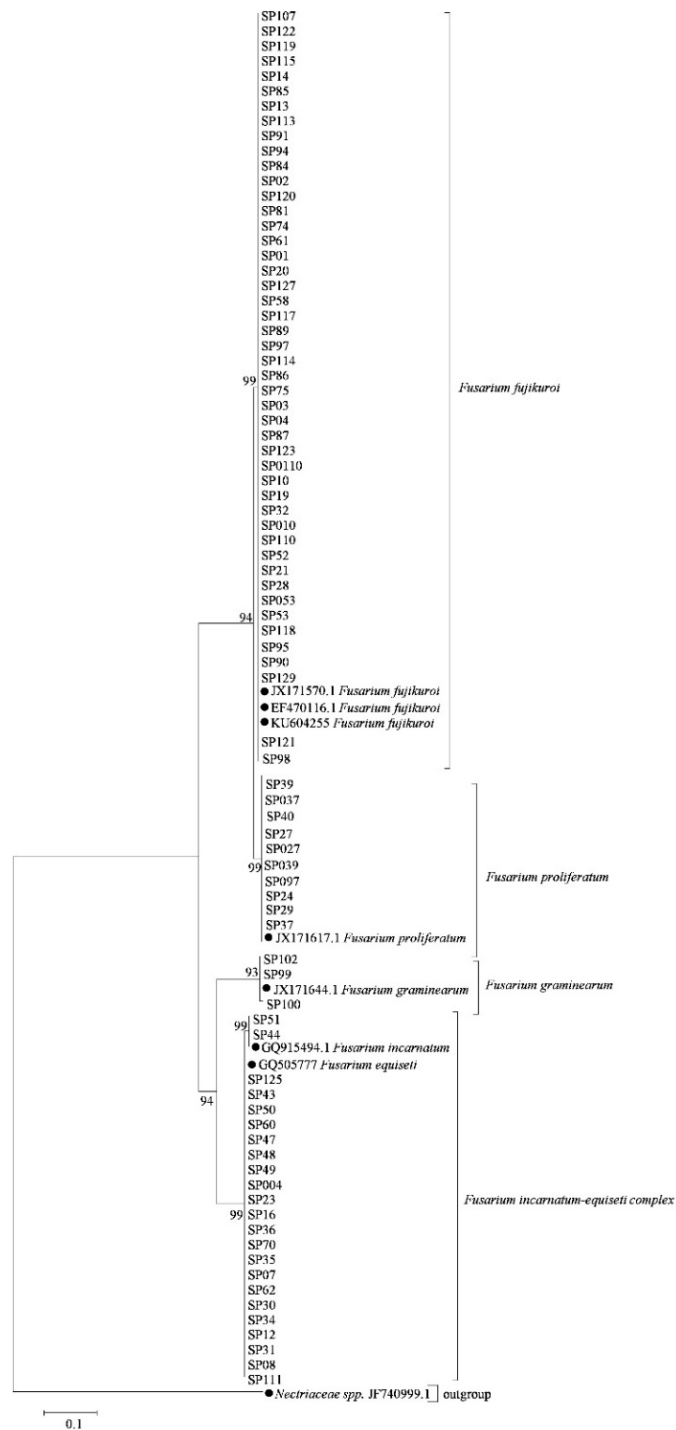 SP107
SP122
SP119
SP115
SP14
SP85
SP13
SP113
SP91
SP94
SP84
SP02
SP120
SP81
SP74
SP61
SP01
SP20
SP127
SP58
SP117
SP89
SP97
SP114
SP86
99
SP75
Fusarium fujikuroi
SP03
SP04
SP87
SP123
SP0110
SP10
SP19
SP32
SP010
SP110
SP52
SP21
SP28
SP053
SP53
94
SP118
SP95
SP90
SP129
JX171570.1 Fusarium fujikuroi
EF470116.1 Fusarium fujikuroi
KU604255 Fusarium fujikuroi
SP121
SP98
SP39
SP037
SP40
SP27
SP027
SP039
99
SP097
Fusarium proliferatum
SP24
SP29
SP37
JX171617.1 Fusarium proliferatum
SP102
93
SP99
Fusarium graminearum
JX171644.1 Fusarium graminearum
SP100
SP51
99
SP44
GQ915494.1 Fusarium incarnatum
GQ505777 Fusarium equiseti
SP125
SP43
94
SP50
SP60
SP47
SP48
SP49
SP004
SP23
Fusarium incarnatum-equiseti complex
99
SP16
SP36
SP70
SP35
SP07
SP62
SP30
SP34
SP12
SP31
SP08
SP111
Nectriaceae spp. JF740999.1 outgroup
0.1